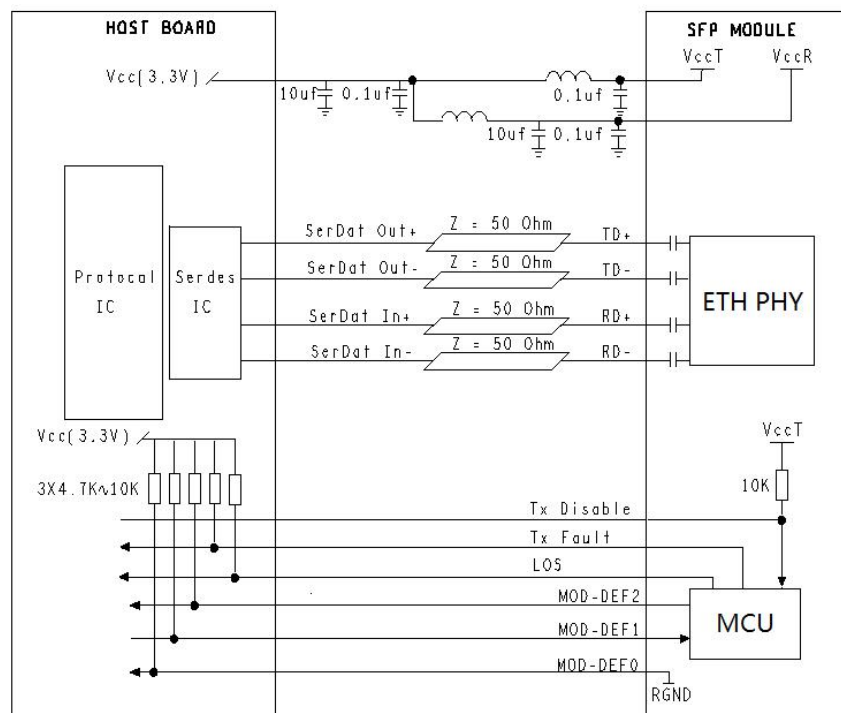 HOST BOARD
SFP MODULE
Vcc(3.3V)
VccT
VccR
10uf
0.1uf
0.1uf
10uf
0.1uf
Protocal IC
Serdes IC
SerDat Out+
Z = 50 Ohm
TD+
SerDat Out-
Z = 50 Ohm
TD-
SerDat In+
Z = 50 Ohm
RD+
SerDat In-
Z = 50 Ohm
RD-
ETH PHY
Vcc(3.3V)
VccT
3X4.7K∿10K
10K
Tx Disable
Tx Fault
LOS
MOD-DEF2
MOD-DEF1
MOD-DEF0
MCU
RGND